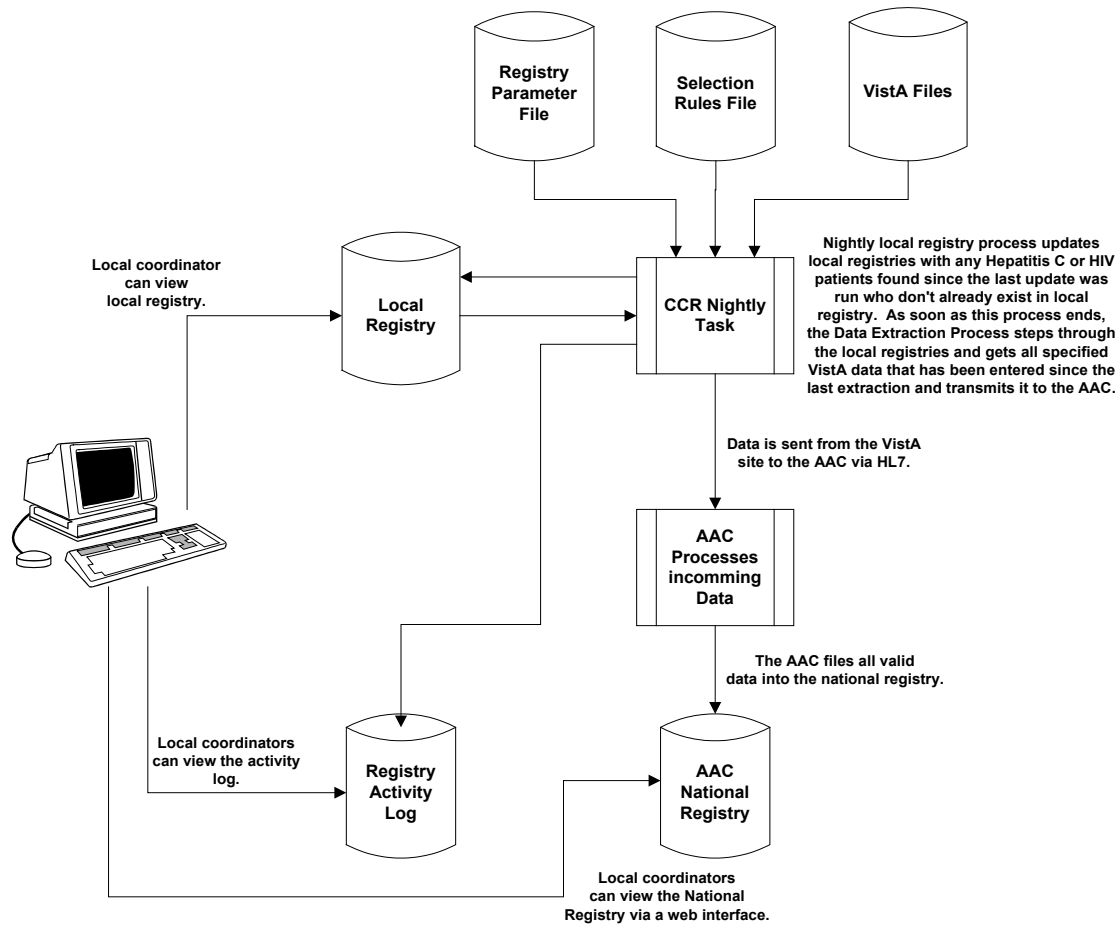 Registry
Parameter
File
Selection
Rules File
VistA Files
Local coordinator
can view
local registry.
Local
Registry
CCR Nightly
Task
Nightly local registry process updates
local registries with any Hepatitis C or HIV
patients found since the last update was
run who don't already exist in local
registry.  As soon as this process ends,
the Data Extraction Process steps through
the local registries and gets all specified
VistA data that has been entered since the
last extraction and transmits it to the AAC.
Data is sent from the VistA
site to the AAC via HL7.
AAC
Processes
incomming
Data
The AAC files all valid
data into the national registry.
Local coordinators
can view the activity
log.
Registry
Activity
Log
AAC
National
Registry
Local coordinators
can view the National
Registry via a web interface.